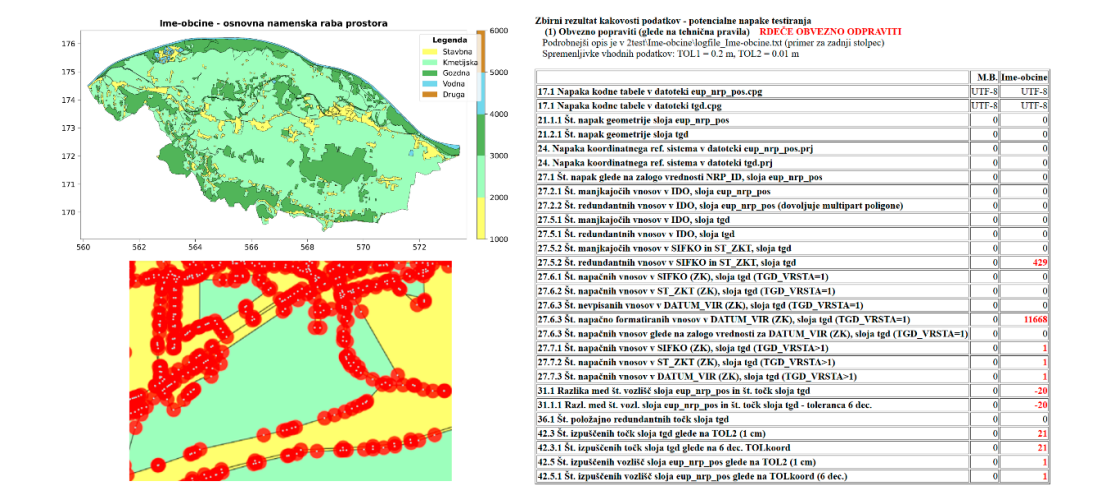 Ime-obcine - osnovna namenska raba prostora
176
175
174
173
172
171
170
560
562
564
566
568
570
572
Legenda
Stavbna
Kmetijska
Gozdna
Vodna
Druga
6000
5000
4000
3000
2000
1000
Zbirni rezultat kakovosti podatkov - potencialne napake testiranja
(1) Obvezno popraviti (glede na tehnična pravila) RDEČE OBVEZNO ODPRAVITI
Podrobnejši opis je v 2test\Ime-obcine\logfile_Ime-obcine.txt (primer za zadnji stolpec)
Spremenljivke vhodnih podatkov: TOL1 = 0.2 m, TOL2 = 0.01 m
M.B. Ime-obcine
17.1 Napaka kodne tabele v datoteki eup_nrp_pos.cpg UTF-8 UTF-8
17.1 Napaka kodne tabele v datoteki tgd.cpg UTF-8 UTF-8
21.1.1 Št. napak geometrije sloja eup_nrp_pos 0 0
21.2.1 Št. napak geometrije sloja tgd 0 0
24. Napaka koordinatnega ref. sistema v datoteki eup_nrp_pos.prj 0 0
24. Napaka koordinatnega ref. sistema v datoteki tgd.prj 0 0
27.1 Št. napak glede na zalogo vrednosti NRP_ID, sloja eup_nrp_pos 0 0
27.2.1 Št. manjkajočih vnosov v IDO, sloja eup_nrp_pos 0 0
27.2.2 Št. redundantnih vnosov v IDO, sloja eup_nrp_pos (dovoljuje multipart poligone) 0 0
27.5.1 Št. manjkajočih vnosov v IDO, sloja tgd 0 0
27.5.1 Št. redundantnih vnosov v IDO, sloja tgd 0 0
27.5.2 Št. manjkajočih vnosov v SIFKO in ST_ZKT, sloja tgd 0 0
27.5.2 Št. redundantnih vnosov v SIFKO in ST_ZKT, sloja tgd 0 429
27.6.1 Št. napačnih vnosov v SIFKO (ZK), sloja tgd (TGD_VRSTA=1) 0 0
27.6.2 Št. napačnih vnosov v ST_ZKT (ZK), sloja tgd (TGD_VRSTA=1) 0 0
27.6.3 Št. nevpisanih vnosov v DATUM_VIR (ZK), sloja tgd (TGD_VRSTA=1) 0 0
27.6.3 Št. napačno formatiranih vnosov v DATUM_VIR (ZK), sloja tgd (TGD_VRSTA=1) 0 11668
27.6.3 Št. napačnih vnosov glede na zalogo vrednosti za DATUM_VIR (ZK), sloja tgd (TGD_VRSTA=1) 0 0
27.7.1 Št. napačnih vnosov v SIFKO (ZK), sloja tgd (TGD_VRSTA>1) 0 1
27.7.2 Št. napačnih vnosov v ST_ZKT (ZK), sloja tgd (TGD_VRSTA>1) 0 1
27.7.3 Št. napačnih vnosov v DATUM_VIR (ZK), sloja tgd (TGD_VRSTA>1) 0 1
31.1 Razlika med št. vozlišč sloja eup_nrp_pos in št. točk sloja tgd 0 -20
31.1.1 Razl. med št. vozl. sloja eup_nrp_pos in št. točk sloja tgd - toleranca 6 dec. 0 -20
36.1 Št. položajno redundantnih točk sloja tgd 0 0
42.3 Št. izpuščenih točk sloja tgd glede na TOL2 (1 cm) 0 21
42.3.1 Št. izpuščenih točk sloja tgd glede na 6 dec. TOLkoord 0 21
42.5 Št. izpuščenih vozlišč sloja eup_nrp_pos glede na TOL2 (1 cm) 0 1
42.5.1 Št. izpuščenih vozlišč sloja eup_nrp_pos glede na TOLkoord (6 dec.) 0 1